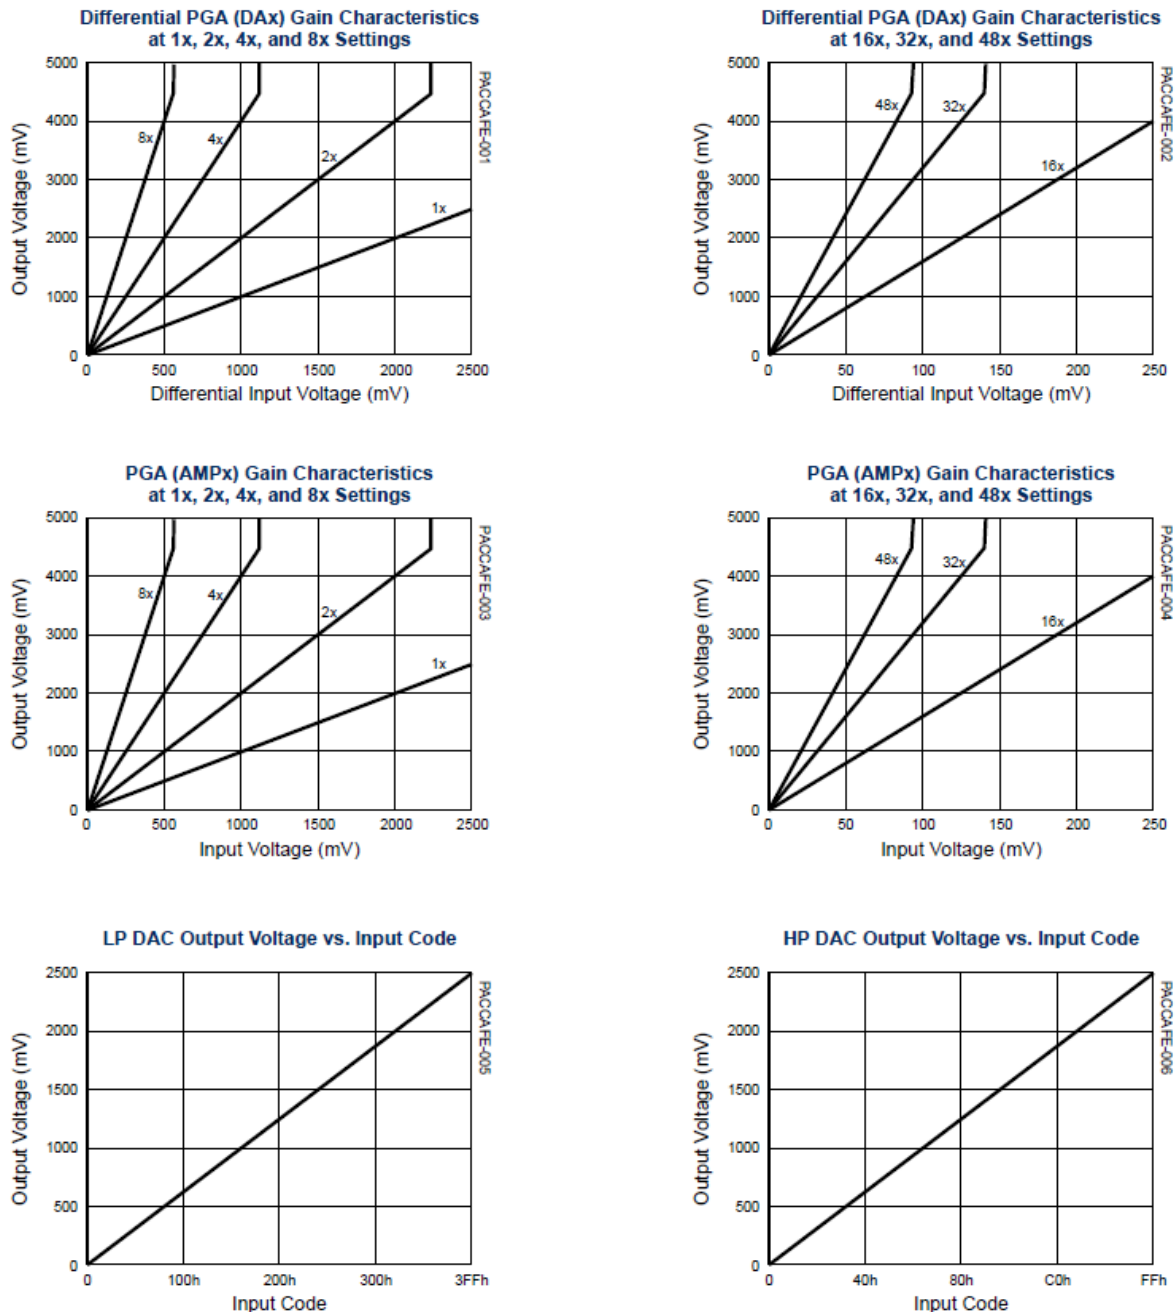 Differential PGA (DAx) Gain Characteristics
at 1x, 2x, 4x, and 8x Settings
5000
4000
3000
2000
1000
0
Output Voltage (mV)
8x
4x
2x
1x
PACCAFE-001
0 500 1000 1500 2000 2500
Differential Input Voltage (mV)
Differential PGA (DAx) Gain Characteristics
at 16x, 32x, and 48x Settings
5000
4000
3000
2000
1000
0
Output Voltage (mV)
48x
32x
16x
PACCAFE-002
0 50 100 150 200 250
Differential Input Voltage (mV)
PGA (AMPx) Gain Characteristics
at 1x, 2x, 4x, and 8x Settings
5000
4000
3000
2000
1000
0
Output Voltage (mV)
8x
4x
2x
1x
PACCAFE-003
0 500 1000 1500 2000 2500
Input Voltage (mV)
PGA (AMPx) Gain Characteristics
at 16x, 32x, and 48x Settings
5000
4000
3000
2000
1000
0
Output Voltage (mV)
48x
32x
16x
PACCAFE-004
0 50 100 150 200 250
Input Voltage (mV)
LP DAC Output Voltage vs. Input Code
2500
2000
1500
1000
500
0
Output Voltage (mV)
PACCAFE-005
0 100h 200h 300h 3FFh
Input Code
HP DAC Output Voltage vs. Input Code
2500
2000
1500
1000
500
0
Output Voltage (mV)
PACCAFE-006
0 40h 80h C0h FFh
Input Code